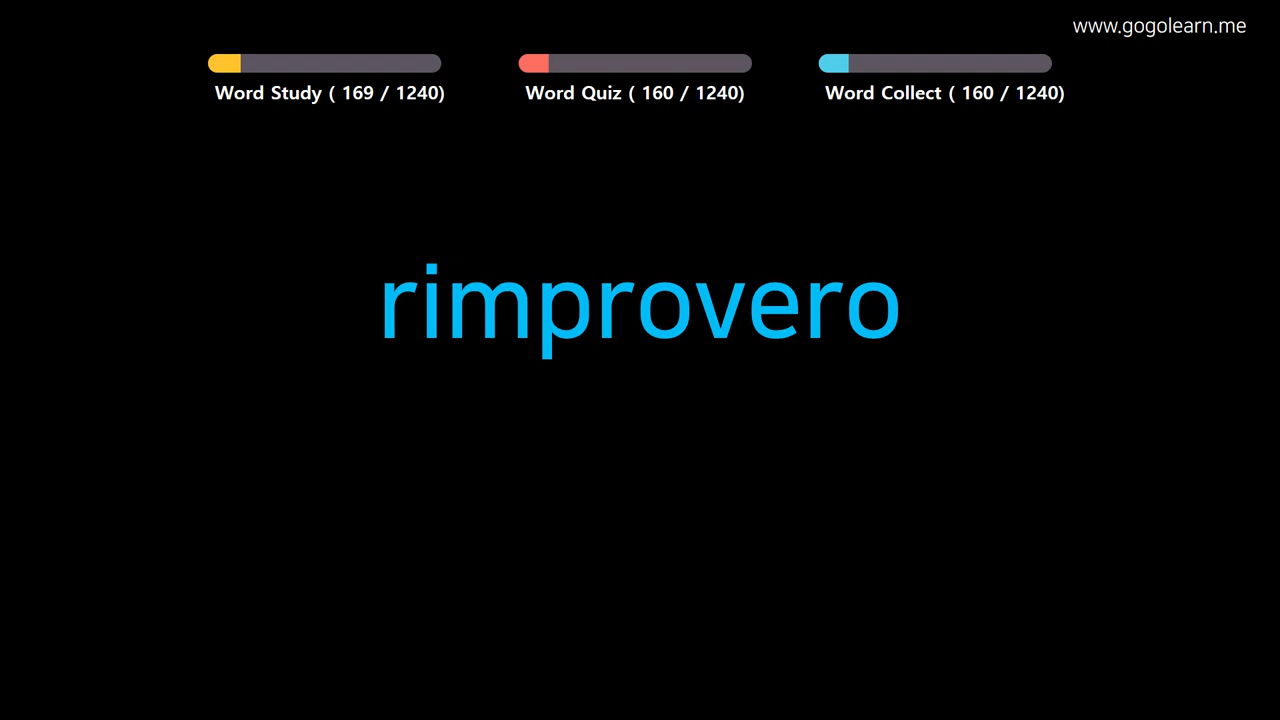 www.gogolearn.me
Word Study ( 169 / 1240)
Word Quiz ( 160 / 1240)
Word Collect ( 160 / 1240)
rimprovero